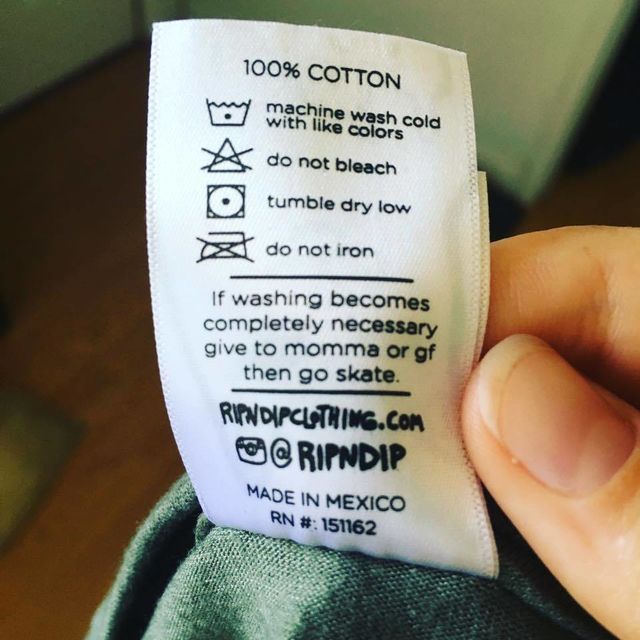 100% COTTON
machine wash cold
with like colors
do not bleach
tumble dry low
do not iron
If washing becomes
completely necessary
give to momma or gf
then go skate.
RIPNDIPCLOTHING.COM
@RIPNDIP
MADE IN MEXICO
RN #: 151162